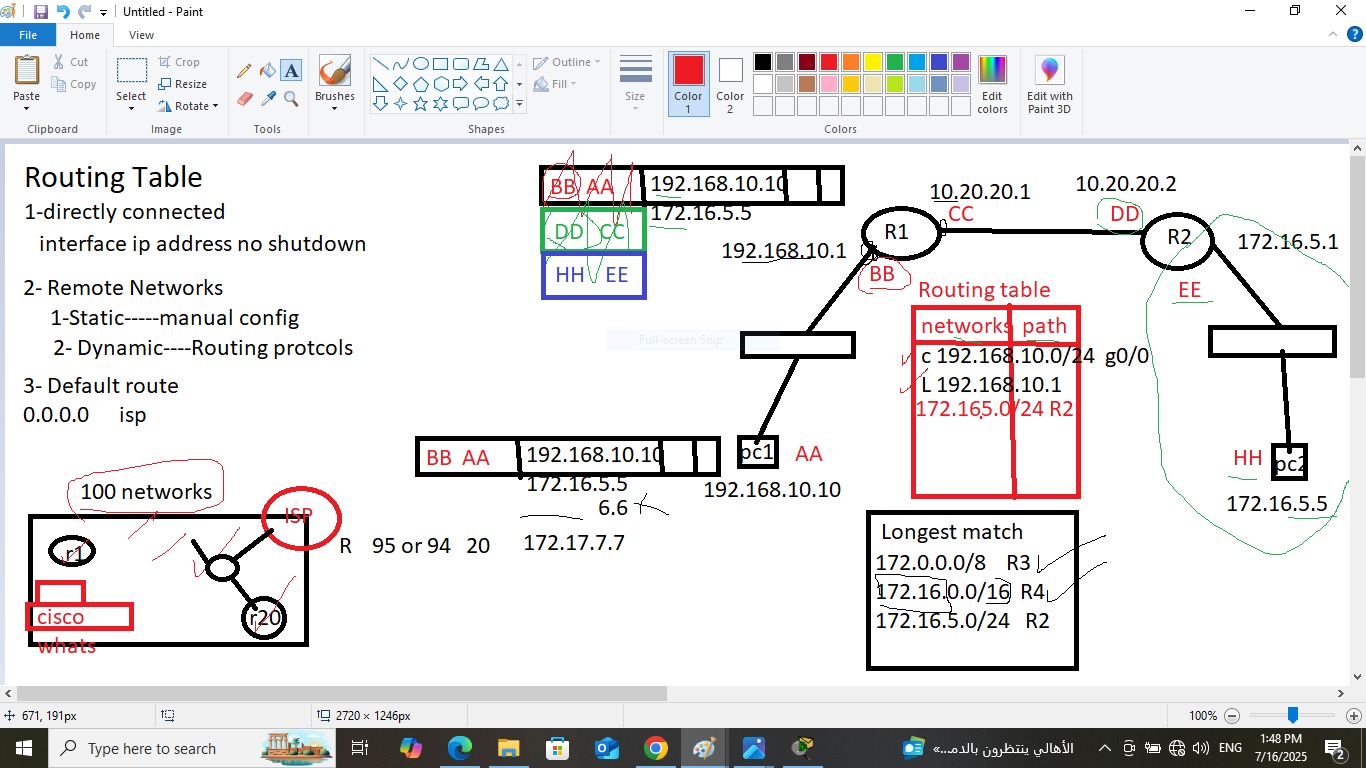 Untitled - Paint
File
Home
View
Paste
Cut
Copy
Clipboard
Select
Crop
Resize
Rotate
Image
Tools
Brushes
Shapes
Outline
Fill
Size
Color 1
Color 2
Edit colors
Colors
Edit with Paint 3D
Routing Table
1-directly connected
interface ip address no shutdown
2- Remote Networks
1-Static-----manual config
2- Dynamic----Routing protcols
3- Default route
0.0.0.0 isp
100 networks
ISP
r1
r20
cisco
whats
R 95 or 94 20
BB AA 192.168.10.10
172.16.5.5
DD CC
HH EE
192.168.10.1
R1
BB
CC
10.20.20.1
10.20.20.2
DD
R2
EE
172.16.5.1
Full-screen Snip
Routing table
networks path
c 192.168.10.0/24 g0/0
L 192.168.10.1
172.165.0/24 R2
BB AA 192.168.10.10
172.16.5.5
6.6
172.17.7.7
pc1
AA
192.168.10.10
HH
pc2
172.16.5.5
Longest match
172.0.0.0/8 R3
172.16.0.0/16 R4
172.16.5.0/24 R2
671, 191px
2720 × 1246px
100%
Type here to search
الأهالي ينتظرون بالدم...»
ENG
1:48 PM
7/16/2025
2